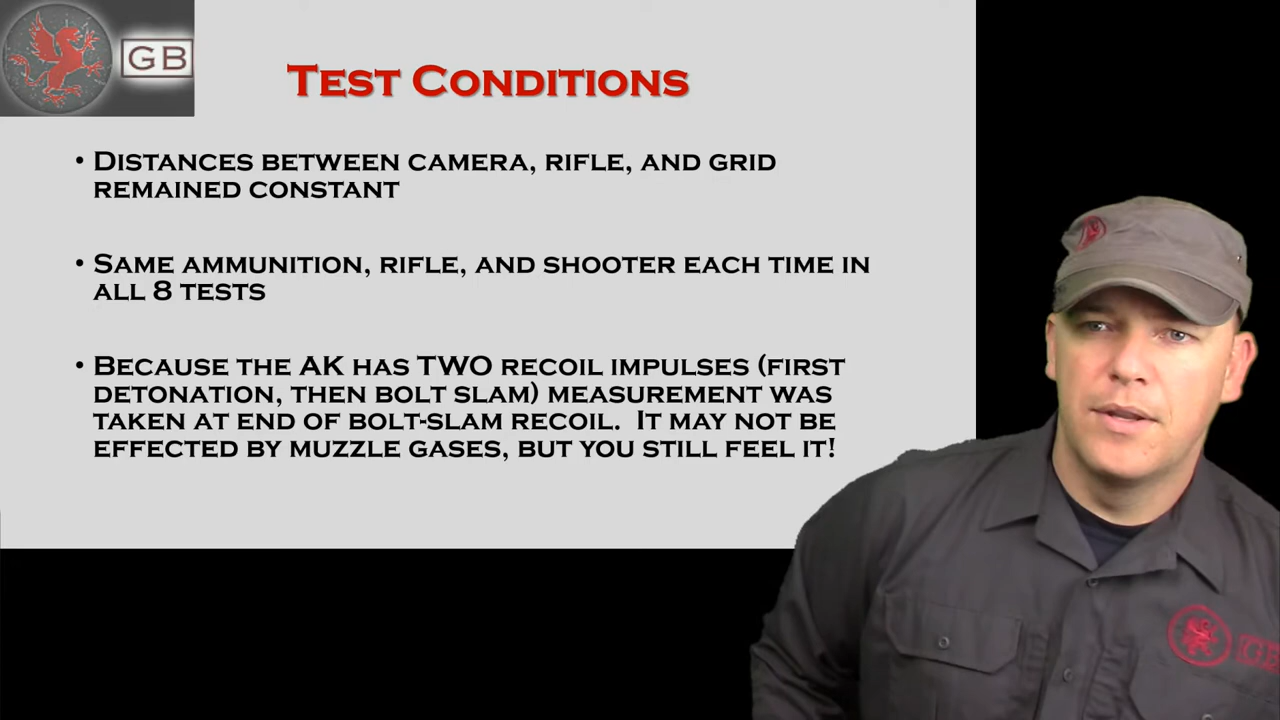 GB
Test Conditions
• Distances between camera, rifle, and grid
remained constant
• Same ammunition, rifle, and shooter each time in
all 8 tests
• Because the AK has TWO recoil impulses (first
detonation, then bolt slam) measurement was
taken at end of bolt-slam recoil. It may not be
effected by muzzle gases, but you still feel it!